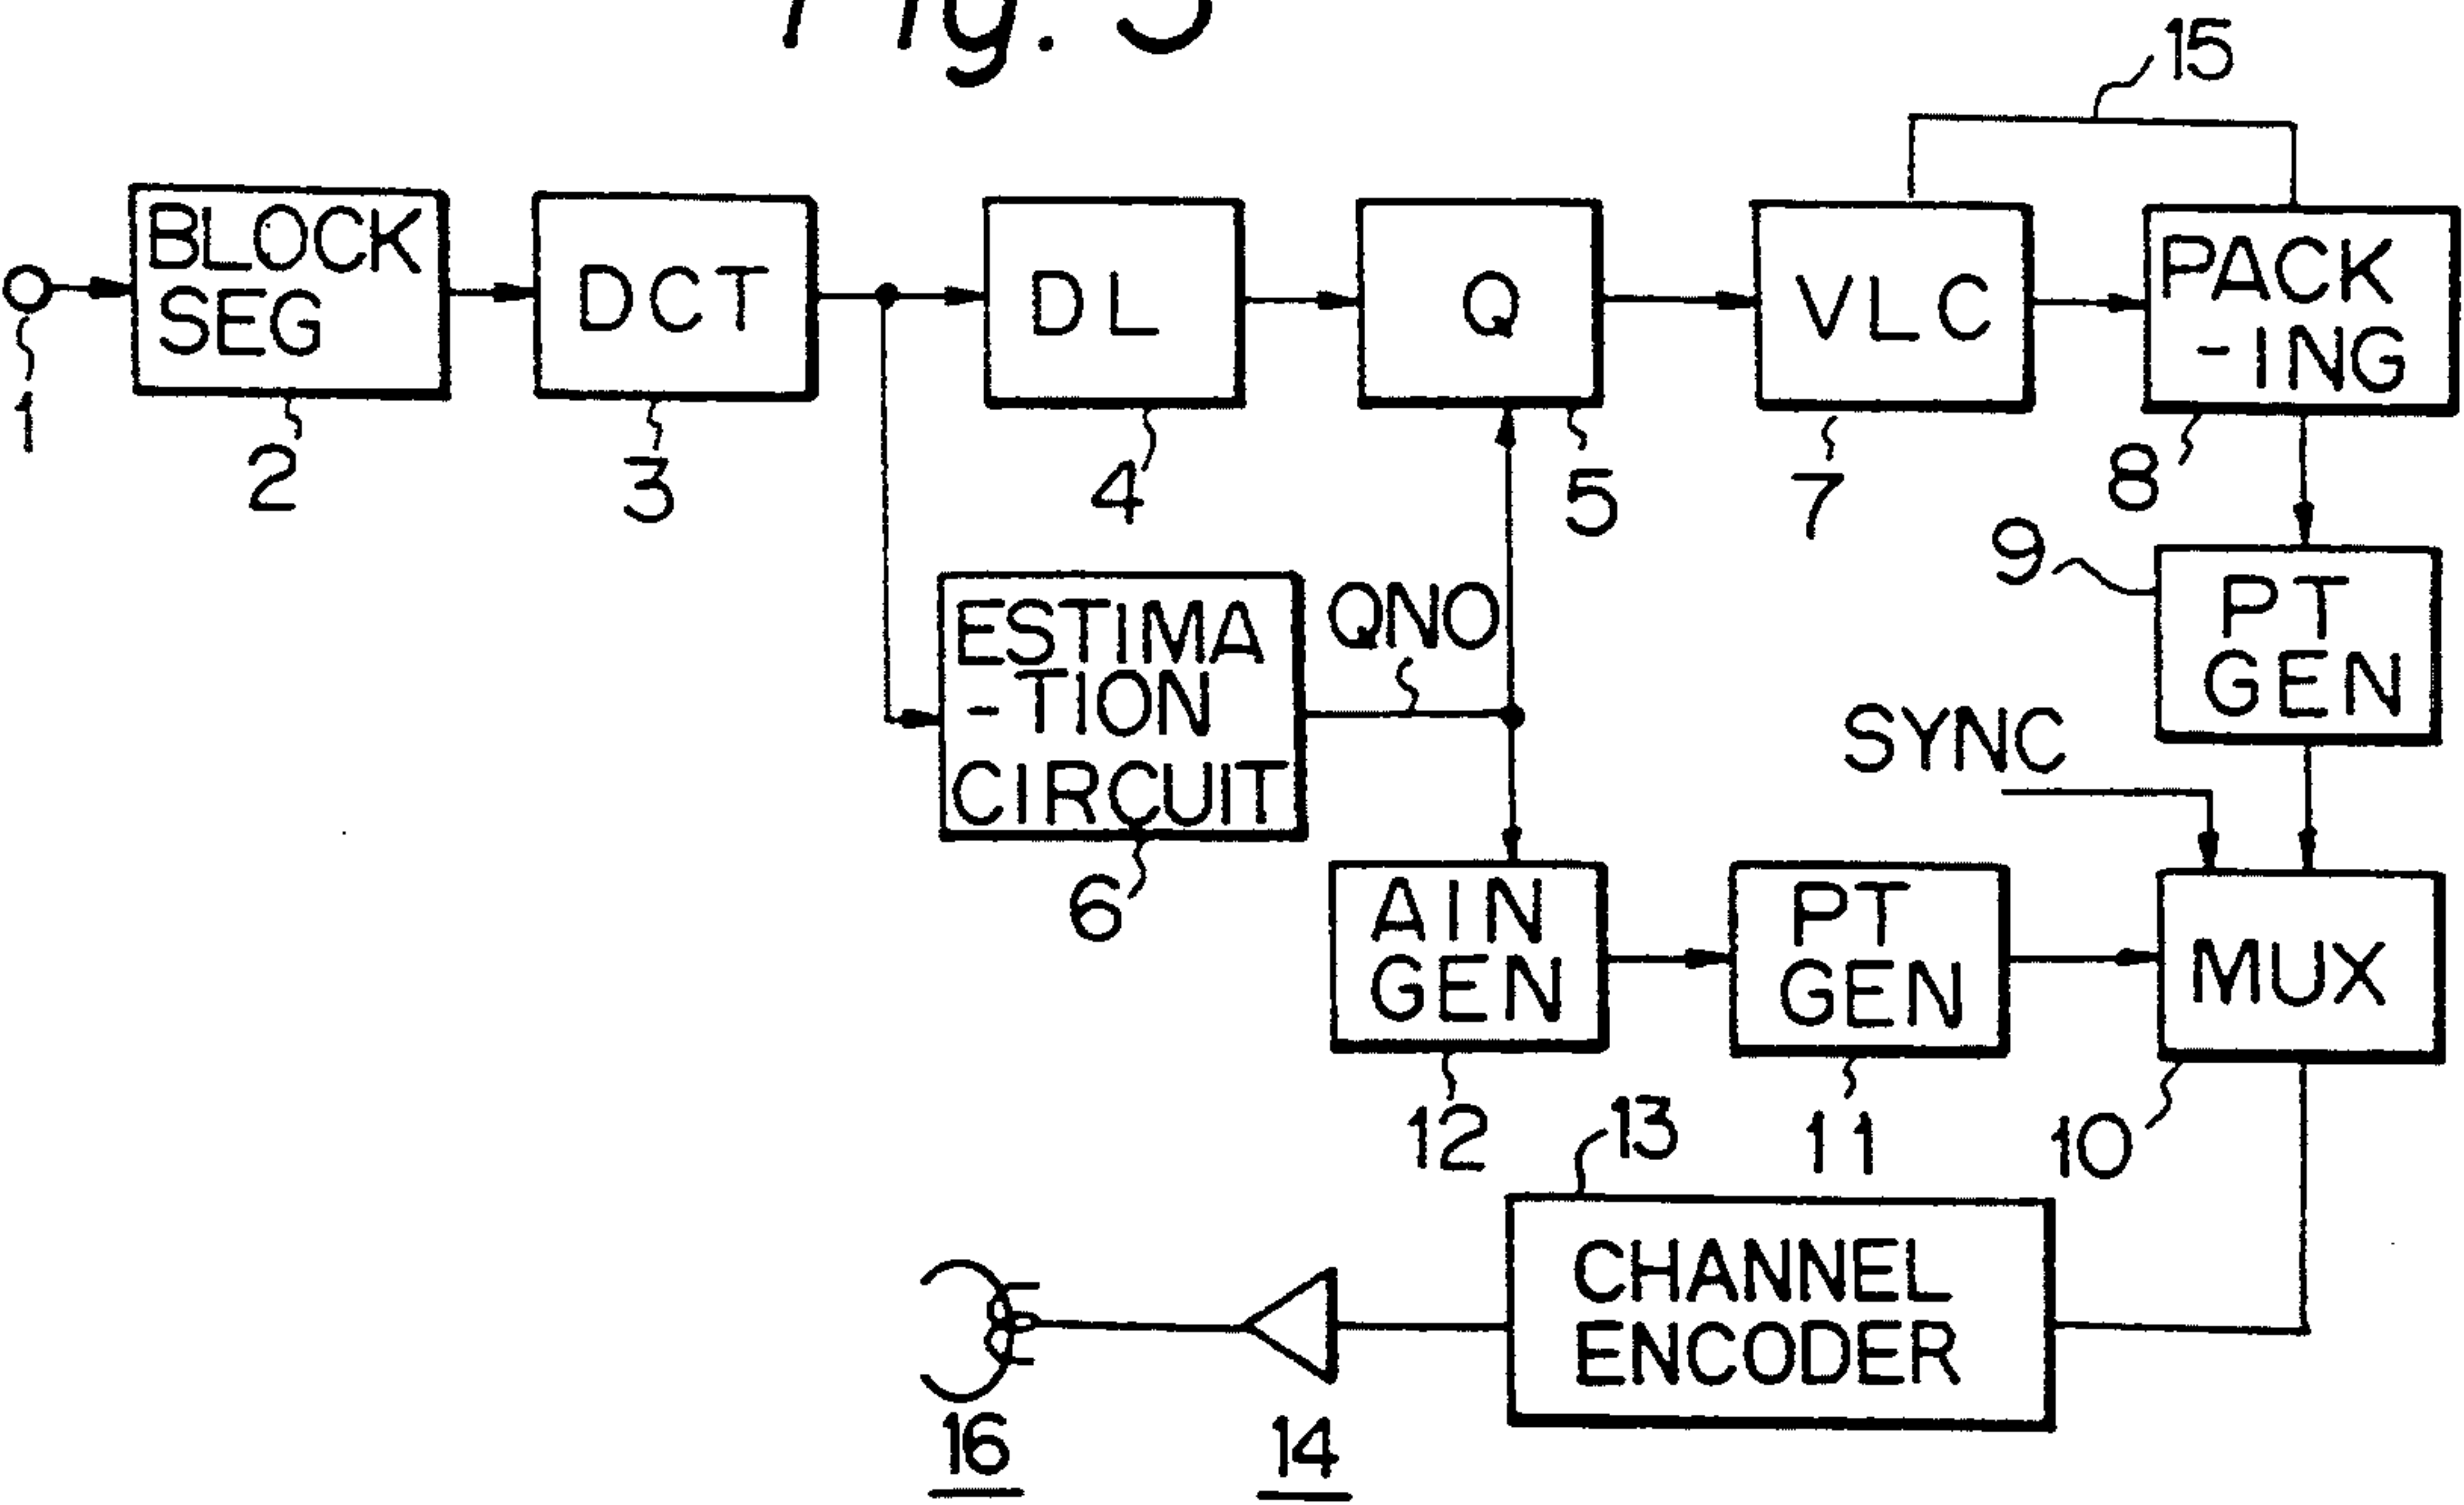 Fig. 5
15
BLOCK
SEG
DCT
DL
Q
VLC
PACK
-ING
1
2
3
4
5
7
8
9
ESTIMA
-TION
CIRCUIT
QNO
PT
GEN
SYNC
6
AIN
GEN
PT
GEN
MUX
12
13
11
10
CHANNEL
ENCODER
16
14